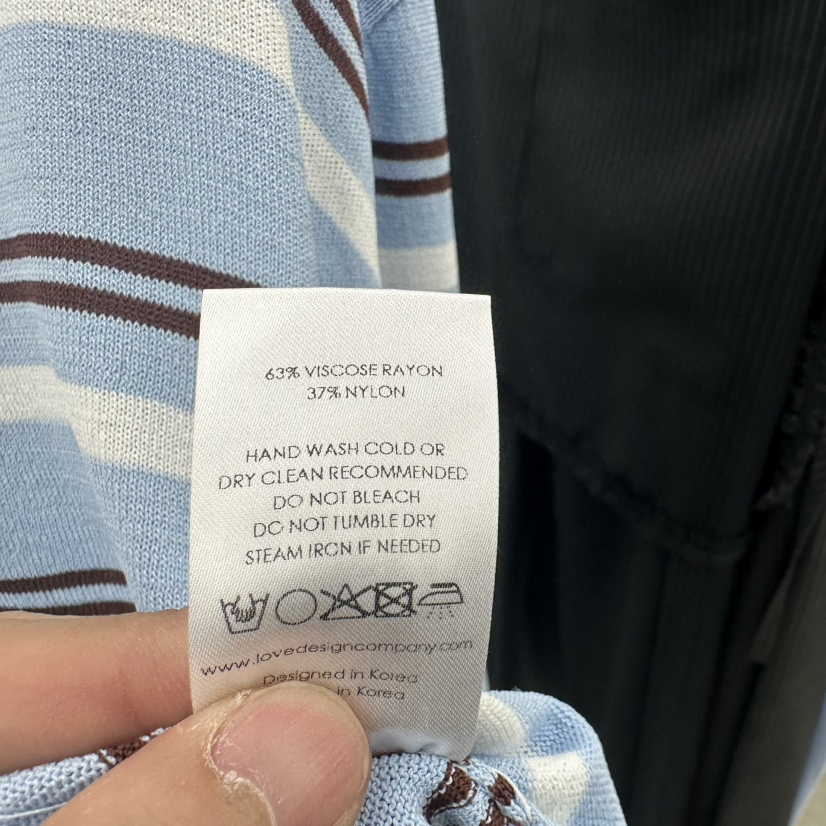 63% VISCOSE RAYON
37% NYLON
HAND WASH COLD OR
DRY CLEAN RECOMMENDED
DO NOT BLEACH
DO NOT TUMBLE DRY
STEAM IRON IF NEEDED
www.lovedesigncompany.com
Designed in Korea
in Korea